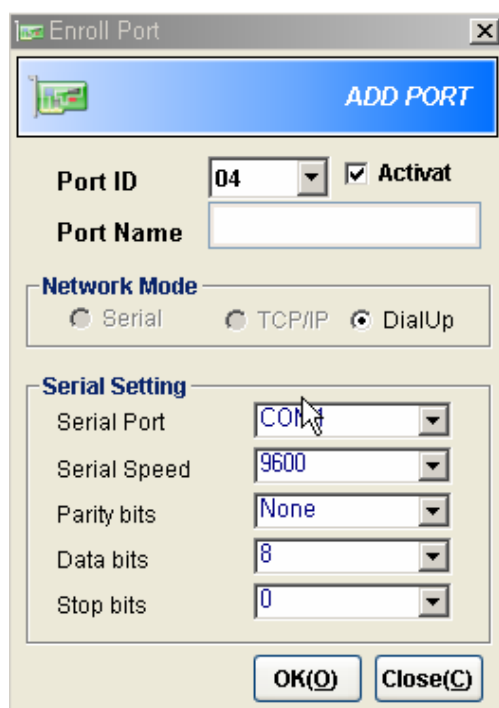 Enroll Port
ADD PORT
Port ID 04 Activat
Port Name
Network Mode
Serial TCP/IP DialUp
Serial Setting
Serial Port
Serial Speed 9600
Parity bits None
Data bits 8
Stop bits 0
OK(O) Close(C)